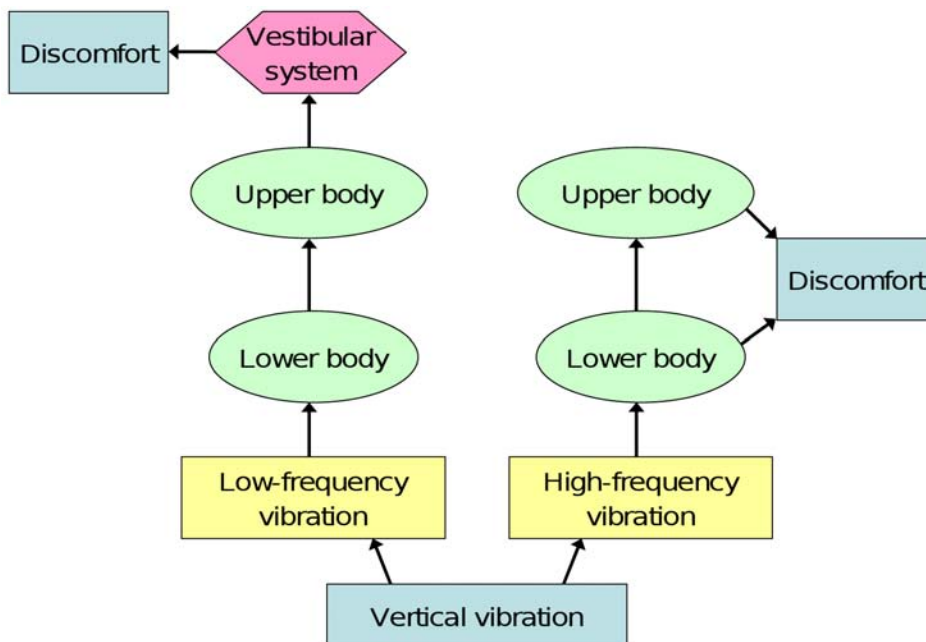 Discomfort
Vestibular
system
Upper body
Upper body
Discomfort
Lower body
Lower body
Low-frequency
vibration
High-frequency
vibration
Vertical vibration